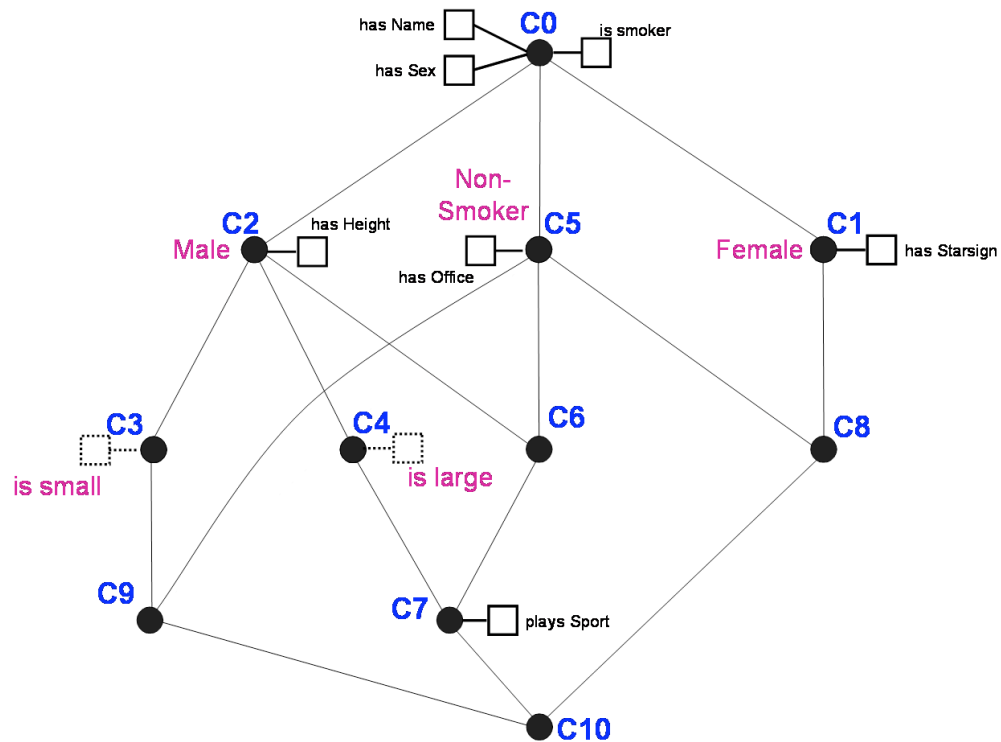 has Name
C0
is smoker
has Sex
Non-
Smoker
C2
has Height
C5
C1
Male
Female
has Starsign
has Office
C3
C4
C6
C8
is small
is large
C9
C7
plays Sport
C10